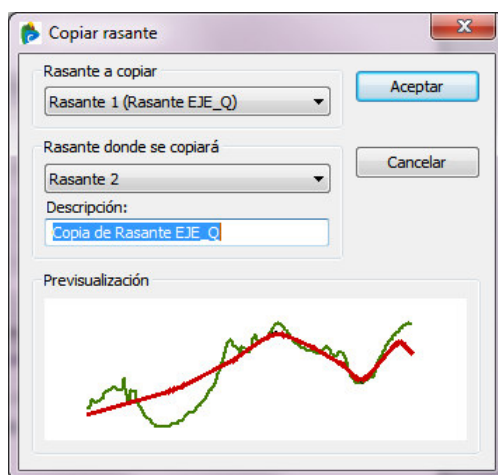 Copiar rasante
Rasante a copiar
Rasante 1 (Rasante EJE_Q)
Aceptar
Rasante donde se copiará
Rasante 2
Cancelar
Descripción:
Copia de Rasante EJE_Q
Previsualización